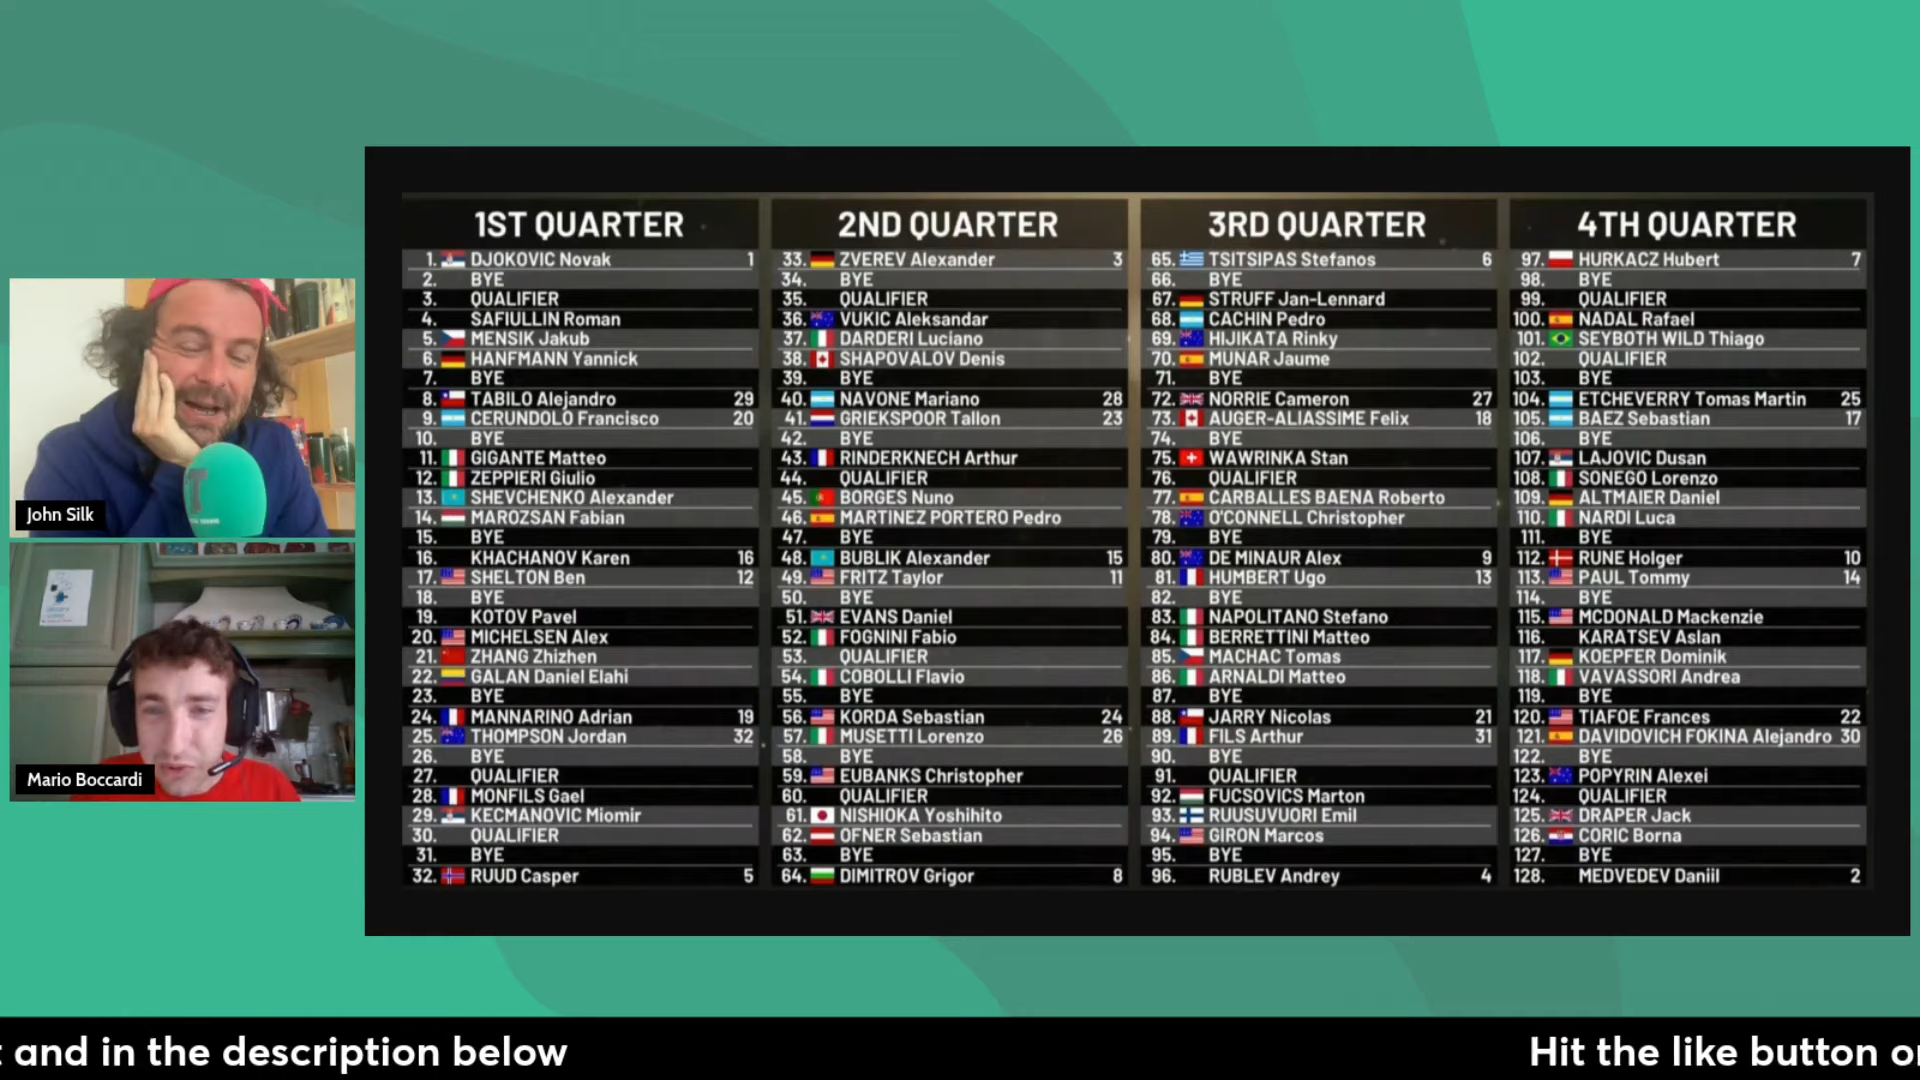 1ST QUARTER
1. DJOKOVIC Novak 1
2. BYE
3. QUALIFIER
4. SAFIULLIN Roman
5. MENSIK Jakub
6. HANFMANN Yannick
7. BYE
8. TABILO Alejandro 29
9. CERUNDOLO Francisco 20
10. BYE
11. GIGANTE Matteo
12. ZEPPIERI Giulio
13. SHEVCHENKO Alexander
14. MAROZSAN Fabian
15. BYE
16. KHACHANOV Karen 16
17. SHELTON Ben 12
18. BYE
19. KOTOV Pavel
20. MICHELSEN Alex
21. ZHANG Zhizhen
22. GALAN Daniel Elahi
23. BYE
24. MANNARINO Adrian 19
25. THOMPSON Jordan 32
26. BYE
27. QUALIFIER
28. MONFILS Gael
29. KECMANOVIC Miomir
30. QUALIFIER
31. BYE
32. RUUD Casper 5
2ND QUARTER
33. ZVEREV Alexander 3
34. BYE
35. QUALIFIER
36. VUKIC Aleksandar
37. DARDERI Luciano
38. SHAPOVALOV Denis
39. BYE
40. NAVONE Mariano 28
41. GRIEKSPOOR Tallon 23
42. BYE
43. RINDERKNECH Arthur
44. QUALIFIER
45. BORGES Nuno
46. MARTINEZ PORTERO Pedro
47. BYE
48. BUBLIK Alexander 15
49. FRITZ Taylor 11
50. BYE
51. EVANS Daniel
52. FOGNINI Fabio
53. QUALIFIER
54. COBOLLI Flavio
55. BYE
56. KORDA Sebastian 24
57. MUSETTI Lorenzo 26
58. BYE
59. EUBANKS Christopher
60. QUALIFIER
61. NISHIOKA Yoshihito
62. OFNER Sebastian
63. BYE
64. DIMITROV Grigor 8
3RD QUARTER
65. TSITSIPAS Stefanos 6
66. BYE
67. STRUFF Jan-Lennard
68. CACHIN Pedro
69. HIJIKATA Rinky
70. MUNAR Jaume
71. BYE
72. NORRIE Cameron 27
73. AUGER-ALIASSIME Felix 18
74. BYE
75. WAWRINKA Stan
76. QUALIFIER
77. CARBALLES BAENA Roberto
78. O'CONNELL Christopher
79. BYE
80. DE MINAUR Alex 9
81. HUMBERT Ugo 13
82. BYE
83. NAPOLITANO Stefano
84. BERRETTINI Matteo
85. MACHAC Tomas
86. ARNALDI Matteo
87. BYE
88. JARRY Nicolas 21
89. FILS Arthur 31
90. BYE
91. QUALIFIER
92. FUCSOVICS Marton
93. RUUSUVUORI Emil
94. GIRON Marcos
95. BYE
96. RUBLEV Andrey 4
4TH QUARTER
97. HURKACZ Hubert 7
98. BYE
99. QUALIFIER
100. NADAL Rafael
101. SEYBOTH WILD Thiago
102. QUALIFIER
103. BYE
104. ETCHEVERRY Tomas Martin 25
105. BAEZ Sebastian 17
106. BYE
107. LAJOVIC Dusan
108. SONEGO Lorenzo
109. ALTMAIER Daniel
110. NARDI Luca
111. BYE
112. RUNE Holger 10
113. PAUL Tommy 14
114. BYE
115. MCDONALD Mackenzie
116. KARATSEV Aslan
117. KOEPFER Dominik
118. VAVASSORI Andrea
119. BYE
120. TIAFOE Frances 22
121. DAVIDOVICH FOKINA Alejandro 30
122. BYE
123. POPYRIN Alexei
124. QUALIFIER
125. DRAPER Jack
126. CORIC Borna
127. BYE
128. MEDVEDEV Daniil 2
John Silk
Mario Boccardi
and in the description below
Hit the like button